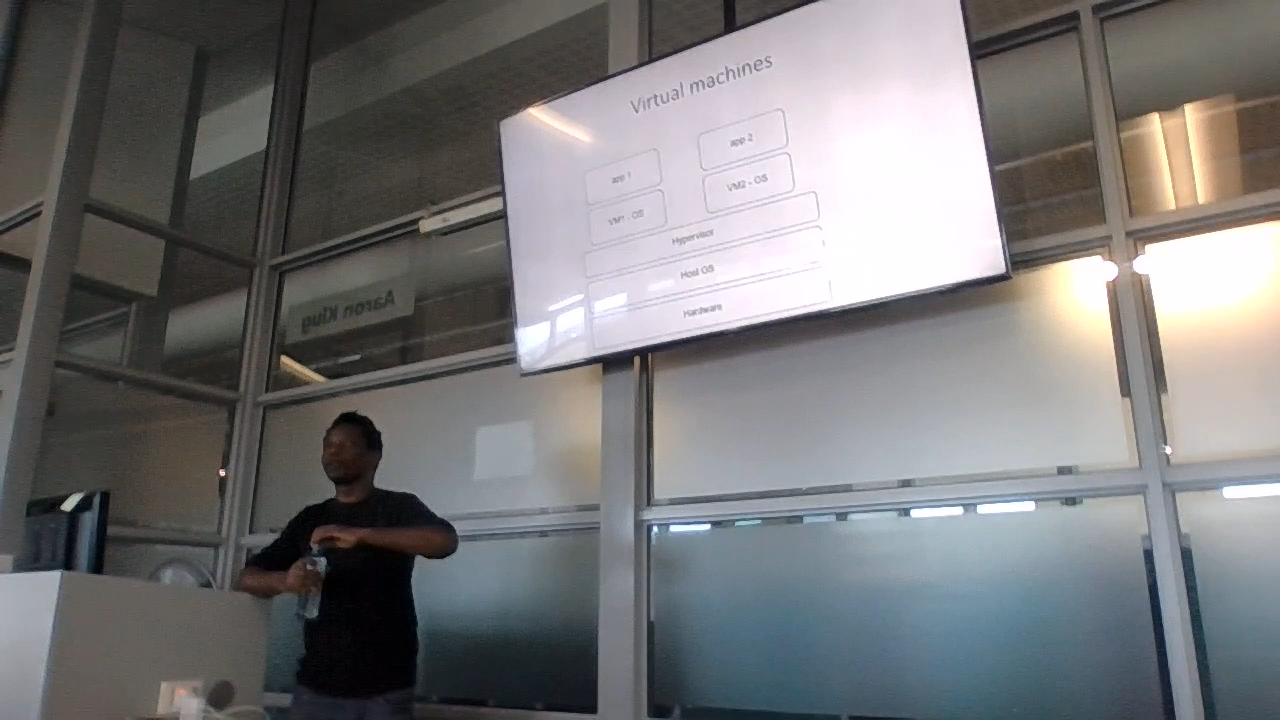 Virtual machines
app 1
app 2
VM1 - OS
VM2 - OS
Hypervisor
Host OS
Hardware
Aaron Klug